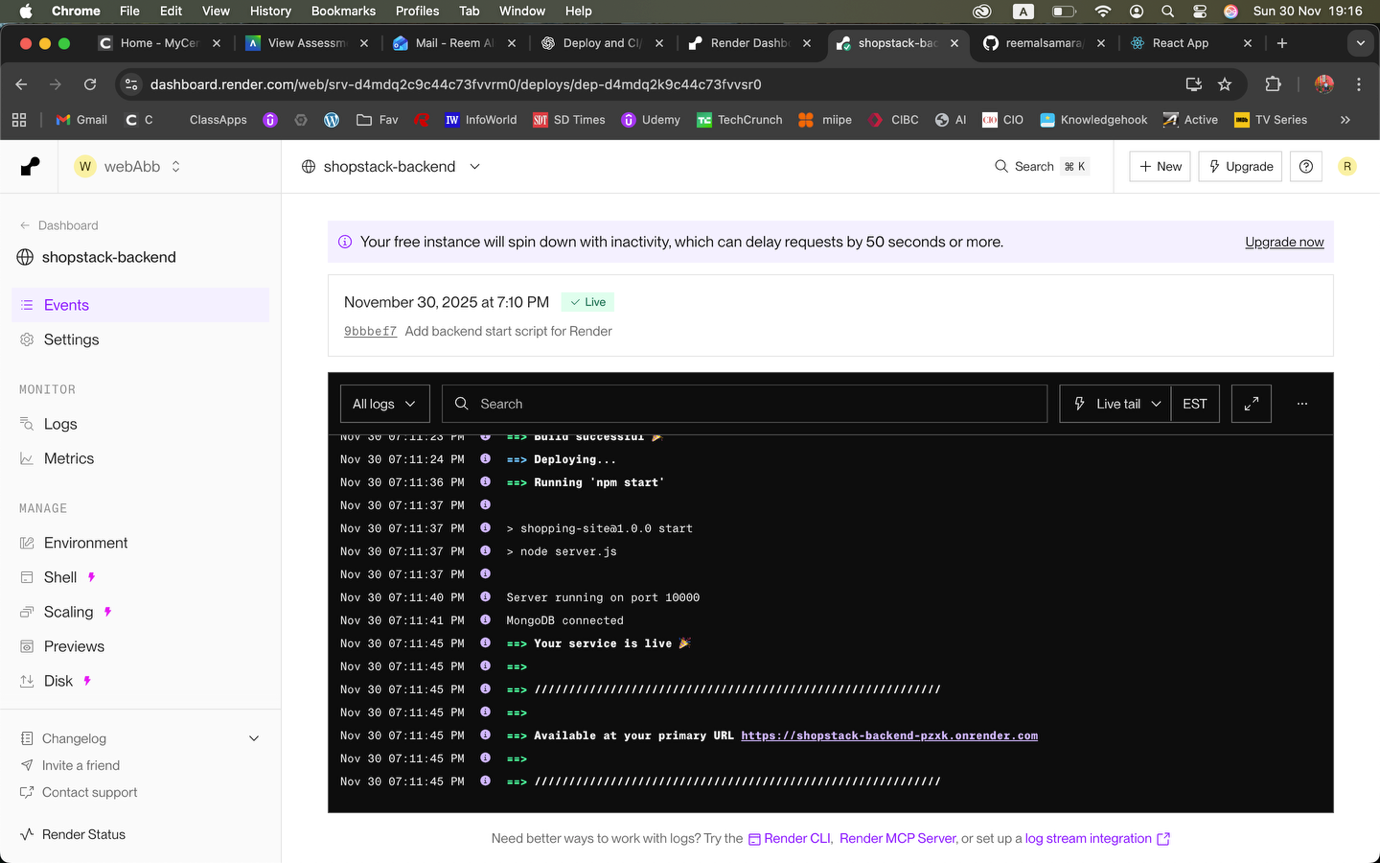 Chrome File Edit View History Bookmarks Profiles Tab Window Help A Sun 30 Nov 19:16
Home - MyCer View Assessm Mail - Reem Al Deploy and CI/ Render Dashb shopstack-bac reemalsamara/ React App
dashboard.render.com/web/srv-d4mdq2c9c44c73fvvrm0/deploys/dep-d4mdq2k9c44c73fvvsr0
Gmail C ClassApps Fav InfoWorld SD Times Udemy TechCrunch miipe CIBC AI CIO Knowledgehook Active TV Series
W webAbb shopstack-backend Search ⌘ K + New Upgrade R
← Dashboard
shopstack-backend
Events
Settings
MONITOR
Logs
Metrics
MANAGE
Environment
Shell
Scaling
Previews
Disk
Changelog
Invite a friend
Contact support
Render Status
Your free instance will spin down with inactivity, which can delay requests by 50 seconds or more. Upgrade now
November 30, 2025 at 7:10 PM Live
9bbbef7 Add backend start script for Render
All logs Search Live tail EST ...
Nov 30 07:11:23 PM ==> Build successful 🎉
Nov 30 07:11:24 PM ==> Deploying...
Nov 30 07:11:36 PM ==> Running 'npm start'
Nov 30 07:11:37 PM
Nov 30 07:11:37 PM > shopping-site@1.0.0 start
Nov 30 07:11:37 PM > node server.js
Nov 30 07:11:37 PM
Nov 30 07:11:40 PM Server running on port 10000
Nov 30 07:11:41 PM MongoDB connected
Nov 30 07:11:45 PM ==> Your service is live 🎉
Nov 30 07:11:45 PM ==>
Nov 30 07:11:45 PM ==> ///////////////////////////////////////////////////////////
Nov 30 07:11:45 PM ==>
Nov 30 07:11:45 PM ==> Available at your primary URL https://shopstack-backend-pzxk.onrender.com
Nov 30 07:11:45 PM ==>
Nov 30 07:11:45 PM ==> ///////////////////////////////////////////////////////////
Need better ways to work with logs? Try the Render CLI, Render MCP Server, or set up a log stream integration